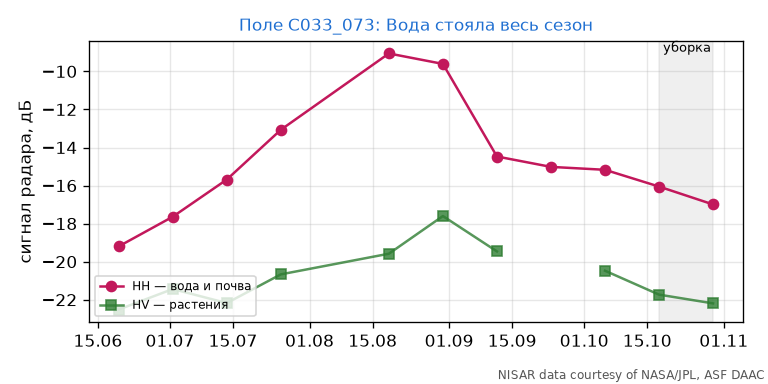 Поле C033_073: Вода стояла весь сезон
уборка
сигнал радара, дБ
−10
−12
−14
−16
−18
−20
−22
HH — вода и почва
HV — растения
15.06 01.07 15.07 01.08 15.08 01.09 15.09 01.10 15.10 01.11
NISAR data courtesy of NASA/JPL, ASF DAAC